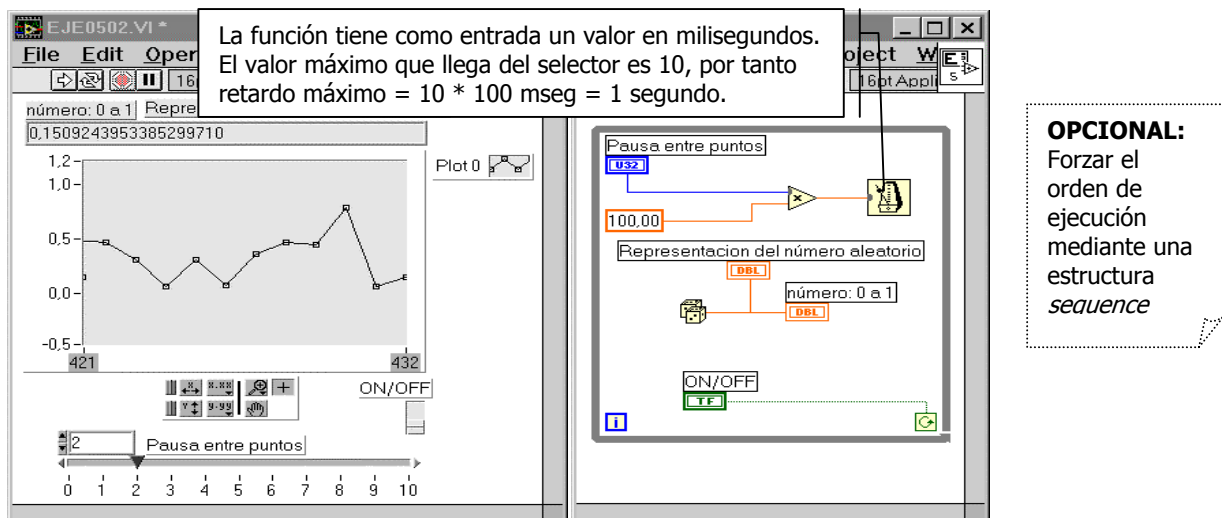 EJE0502.VI *
File Edit Oper
La función tiene como entrada un valor en milisegundos.
El valor máximo que llega del selector es 10, por tanto
retardo máximo = 10 * 100 mseg = 1 segundo.
número: 0 a 1
Repre
0,1509243953385299710
1,2
1,0
0,5
0,0
-0,5
421
432
Plot 0
ON/OFF
2
Pausa entre puntos
0 1 2 3 4 5 6 7 8 9 10
oject W
16pt Appli
5
Pausa entre puntos
U32
100,00
x
Representacion del número aleatorio
DBL
número: 0 a 1
DBL
ON/OFF
TF
i
OPCIONAL:
Forzar el
orden de
ejecución
mediante una
estructura
sequence